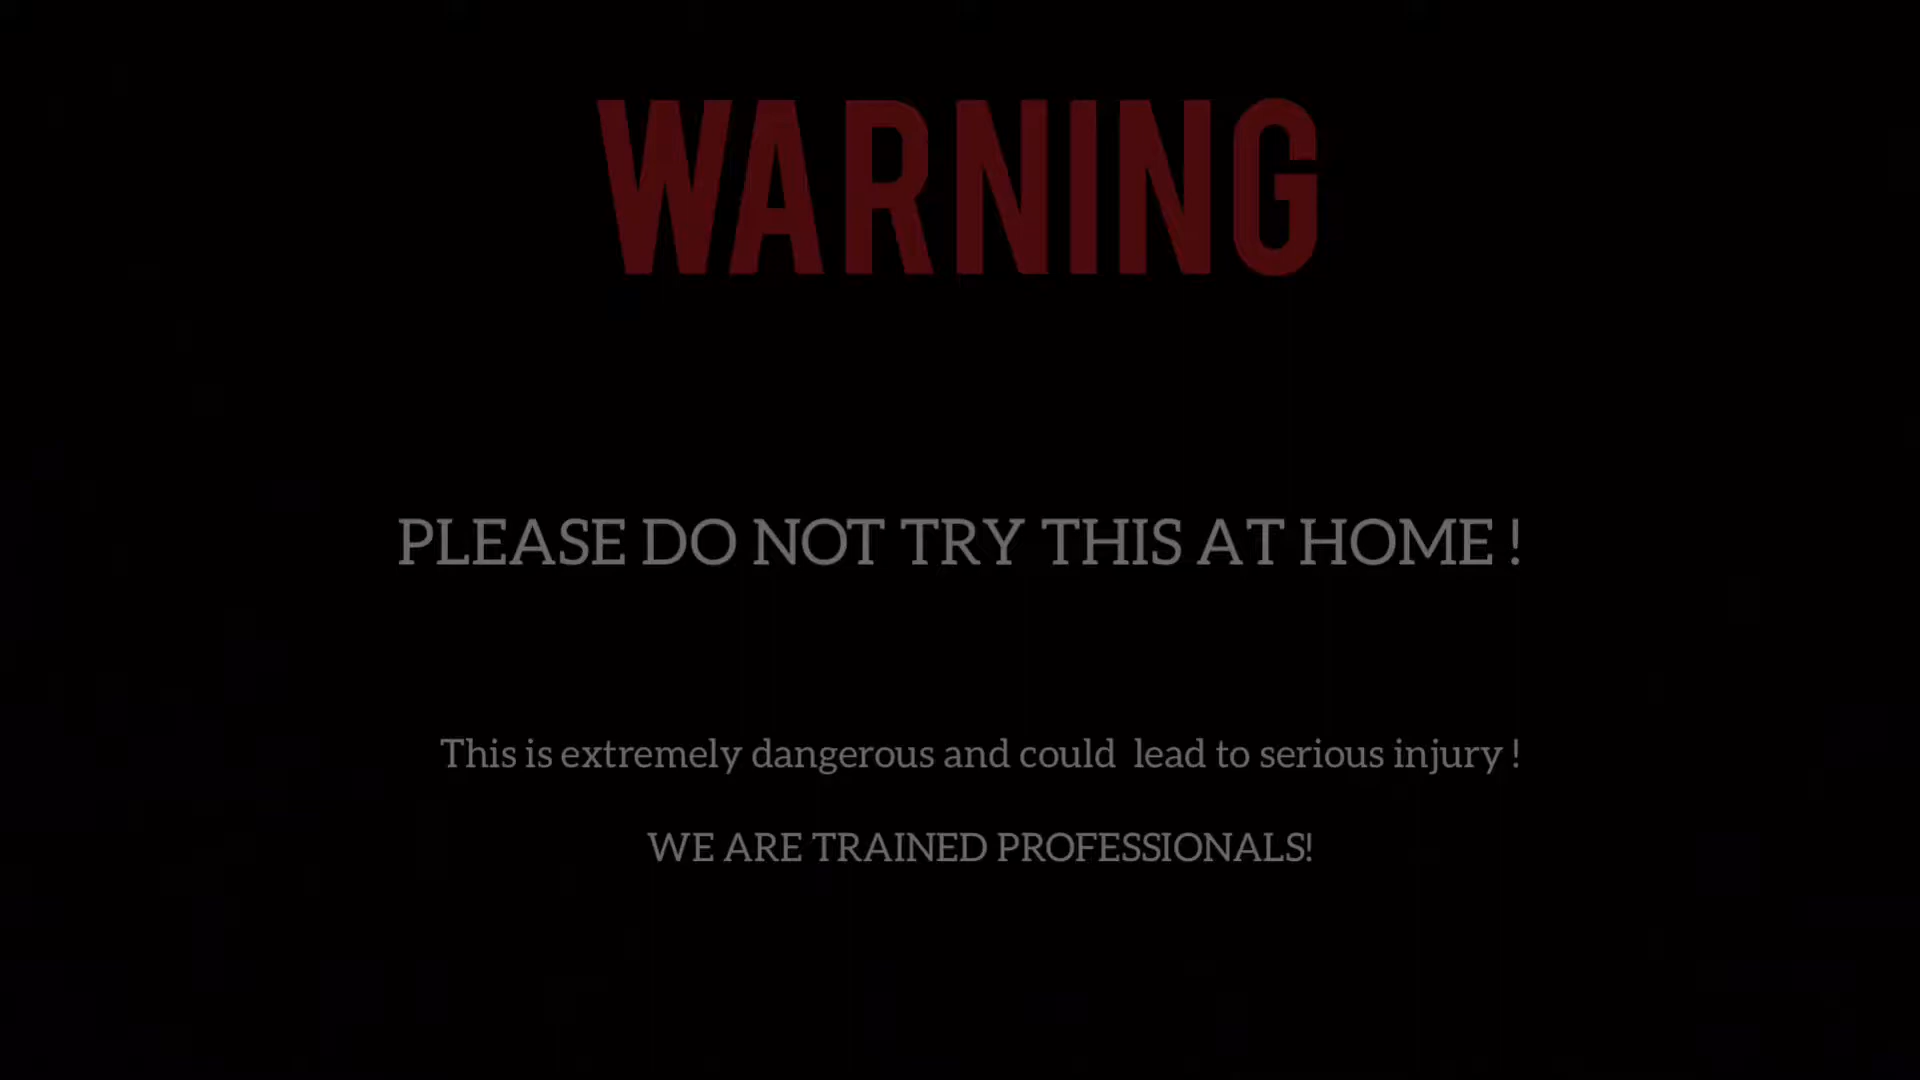 WARNING
PLEASE DO NOT TRY THIS AT HOME !
This is extremely dangerous and could lead to serious injury !
WE ARE TRAINED PROFESSIONALS!